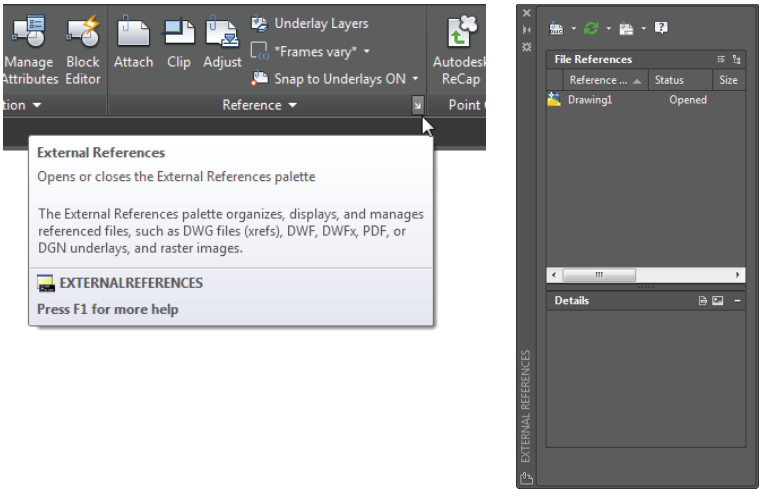 Underlay Layers
*Frames vary*
Snap to Underlays ON
Manage Attributes
Block Editor
Attach
Clip
Adjust
Autodesk
ReCap
tion
Reference
Point
External References
Opens or closes the External References palette
The External References palette organizes, displays, and manages
referenced files, such as DWG files (xrefs), DWF, DWFx, PDF, or
DGN underlays, and raster images.
EXTERNALREFERENCES
Press F1 for more help
File References
Reference ... Status Size
Drawing1 Opened
Details
EXTERNAL REFERENCES